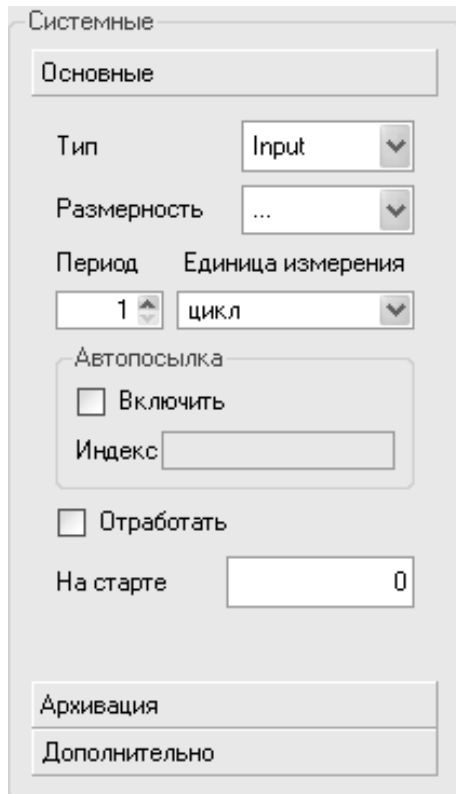 Системные
Основные
Тип Input
Размерность ...
Период Единица измерения
1 цикл
Автопосылка
Включить
Индекс
Отработать
На старте 0
Архивация
Дополнительно